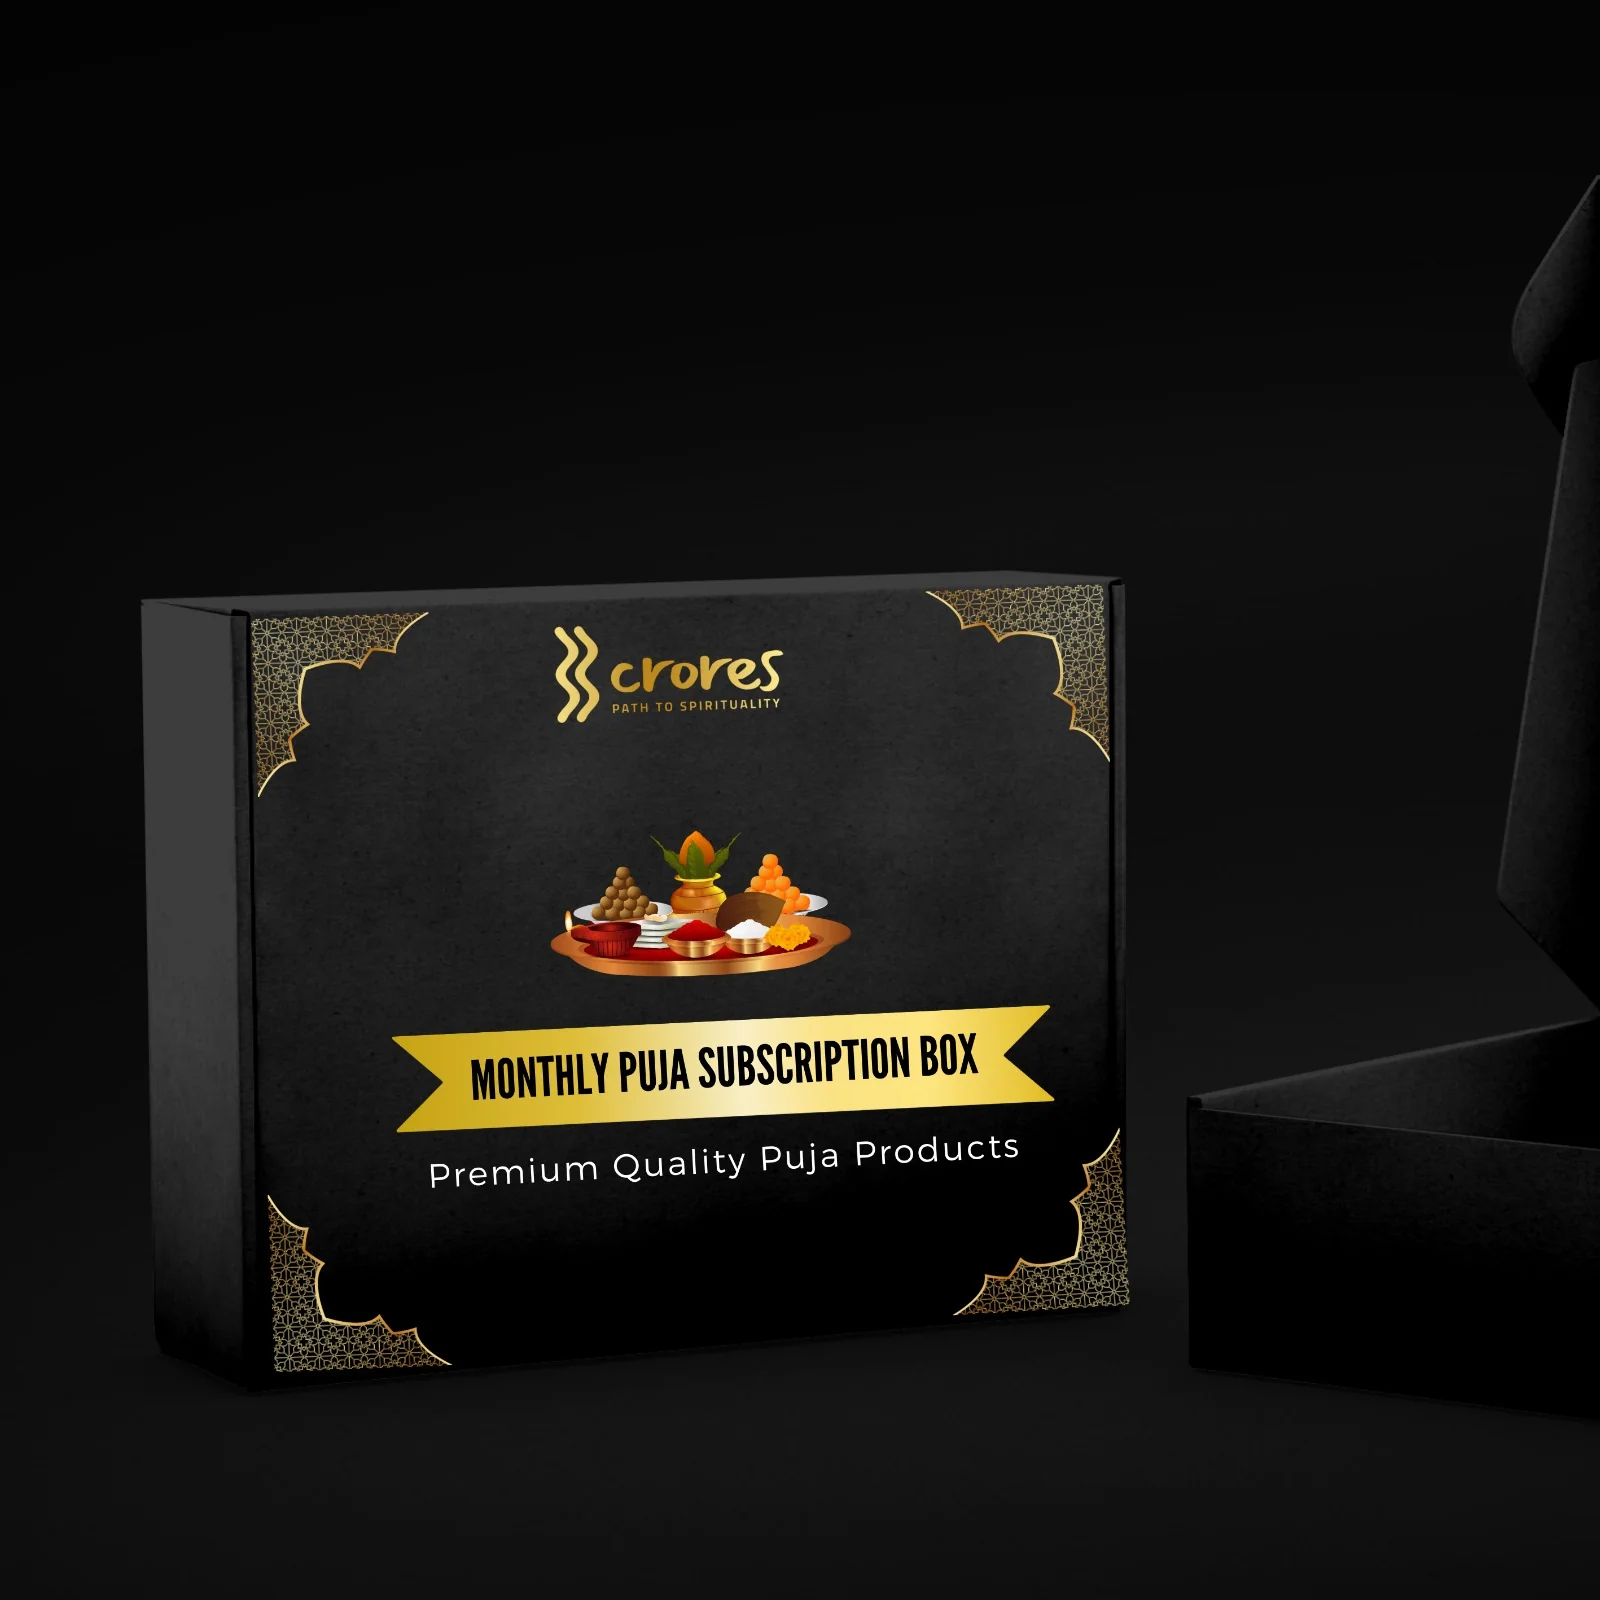 crores
PATH TO SPIRITUALITY
MONTHLY PUJA SUBSCRIPTION BOX
Premium Quality Puja Products